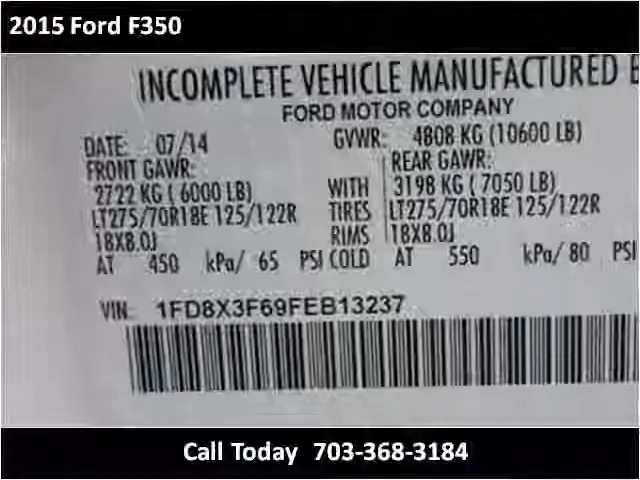 2015 Ford F350
INCOMPLETE VEHICLE MANUFACTURED
FORD MOTOR COMPANY
DATE: 07/14 GVWR: 4808 KG (10600 LB)
FRONT GAWR: REAR GAWR:
2722 KG ( 6000 LB) WITH 3198 KG ( 7050 LB)
LT275/70R18E 125/122R TIRES LT275/70R18E 125/122R
18X8.0J RIMS 18X8.0J
AT 450 kPa/ 65 PSI COLD AT 550 kPa/ 80 PSI
VIN: 1FD8X3F69FEB13237
Call Today 703-368-3184